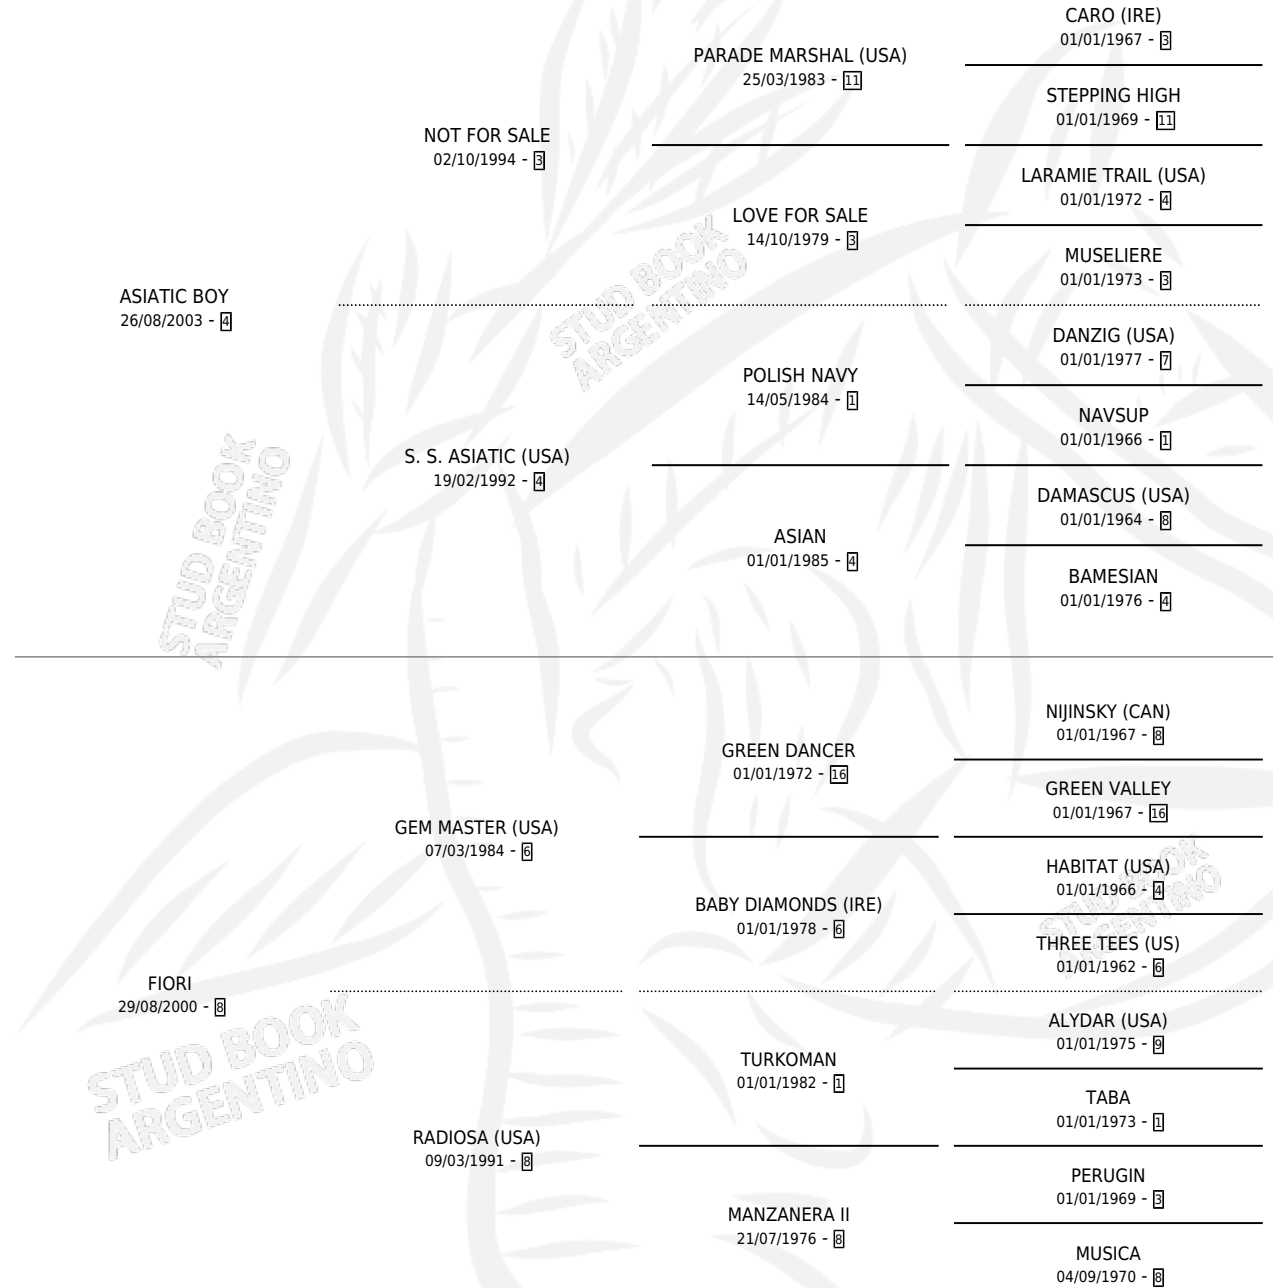 CARO (IRE)
01/01/1967 - 3
PARADE MARSHAL (USA)
25/03/1983 - 11
STEPPING HIGH
01/01/1969 - 11
NOT FOR SALE
02/10/1994 - 3
LARAMIE TRAIL (USA)
01/01/1972 - 4
LOVE FOR SALE
14/10/1979 - 3
MUSELIERE
01/01/1973 - 3
ASIATIC BOY
26/08/2003 - 4
STUD BOOK
ARGENTINO
DANZIG (USA)
01/01/1977 - 7
POLISH NAVY
14/05/1984 - 1
NAVSUP
01/01/1966 - 1
S. S. ASIATIC (USA)
19/02/1992 - 4
DAMASCUS (USA)
01/01/1964 - 8
ASIAN
01/01/1985 - 4
BAMESIAN
01/01/1976 - 4
STUD BOOK
ARGENTINO
NIJINSKY (CAN)
01/01/1967 - 8
GREEN DANCER
01/01/1972 - 16
GREEN VALLEY
01/01/1967 - 16
GEM MASTER (USA)
07/03/1984 - 6
HABITAT (USA)
01/01/1966 - 4
BABY DIAMONDS (IRE)
01/01/1978 - 6
STUD BOOK
ARGENTINO
THREE TEES (US)
01/01/1962 - 6
FIORI
29/08/2000 - 8
STUD BOOK
ARGENTINO
ALYDAR (USA)
01/01/1975 - 9
TURKOMAN
01/01/1982 - 1
TABA
01/01/1973 - 1
RADIOSA (USA)
09/03/1991 - 8
PERUGIN
01/01/1969 - 3
MANZANERA II
21/07/1976 - 8
MUSICA
04/09/1970 - 8